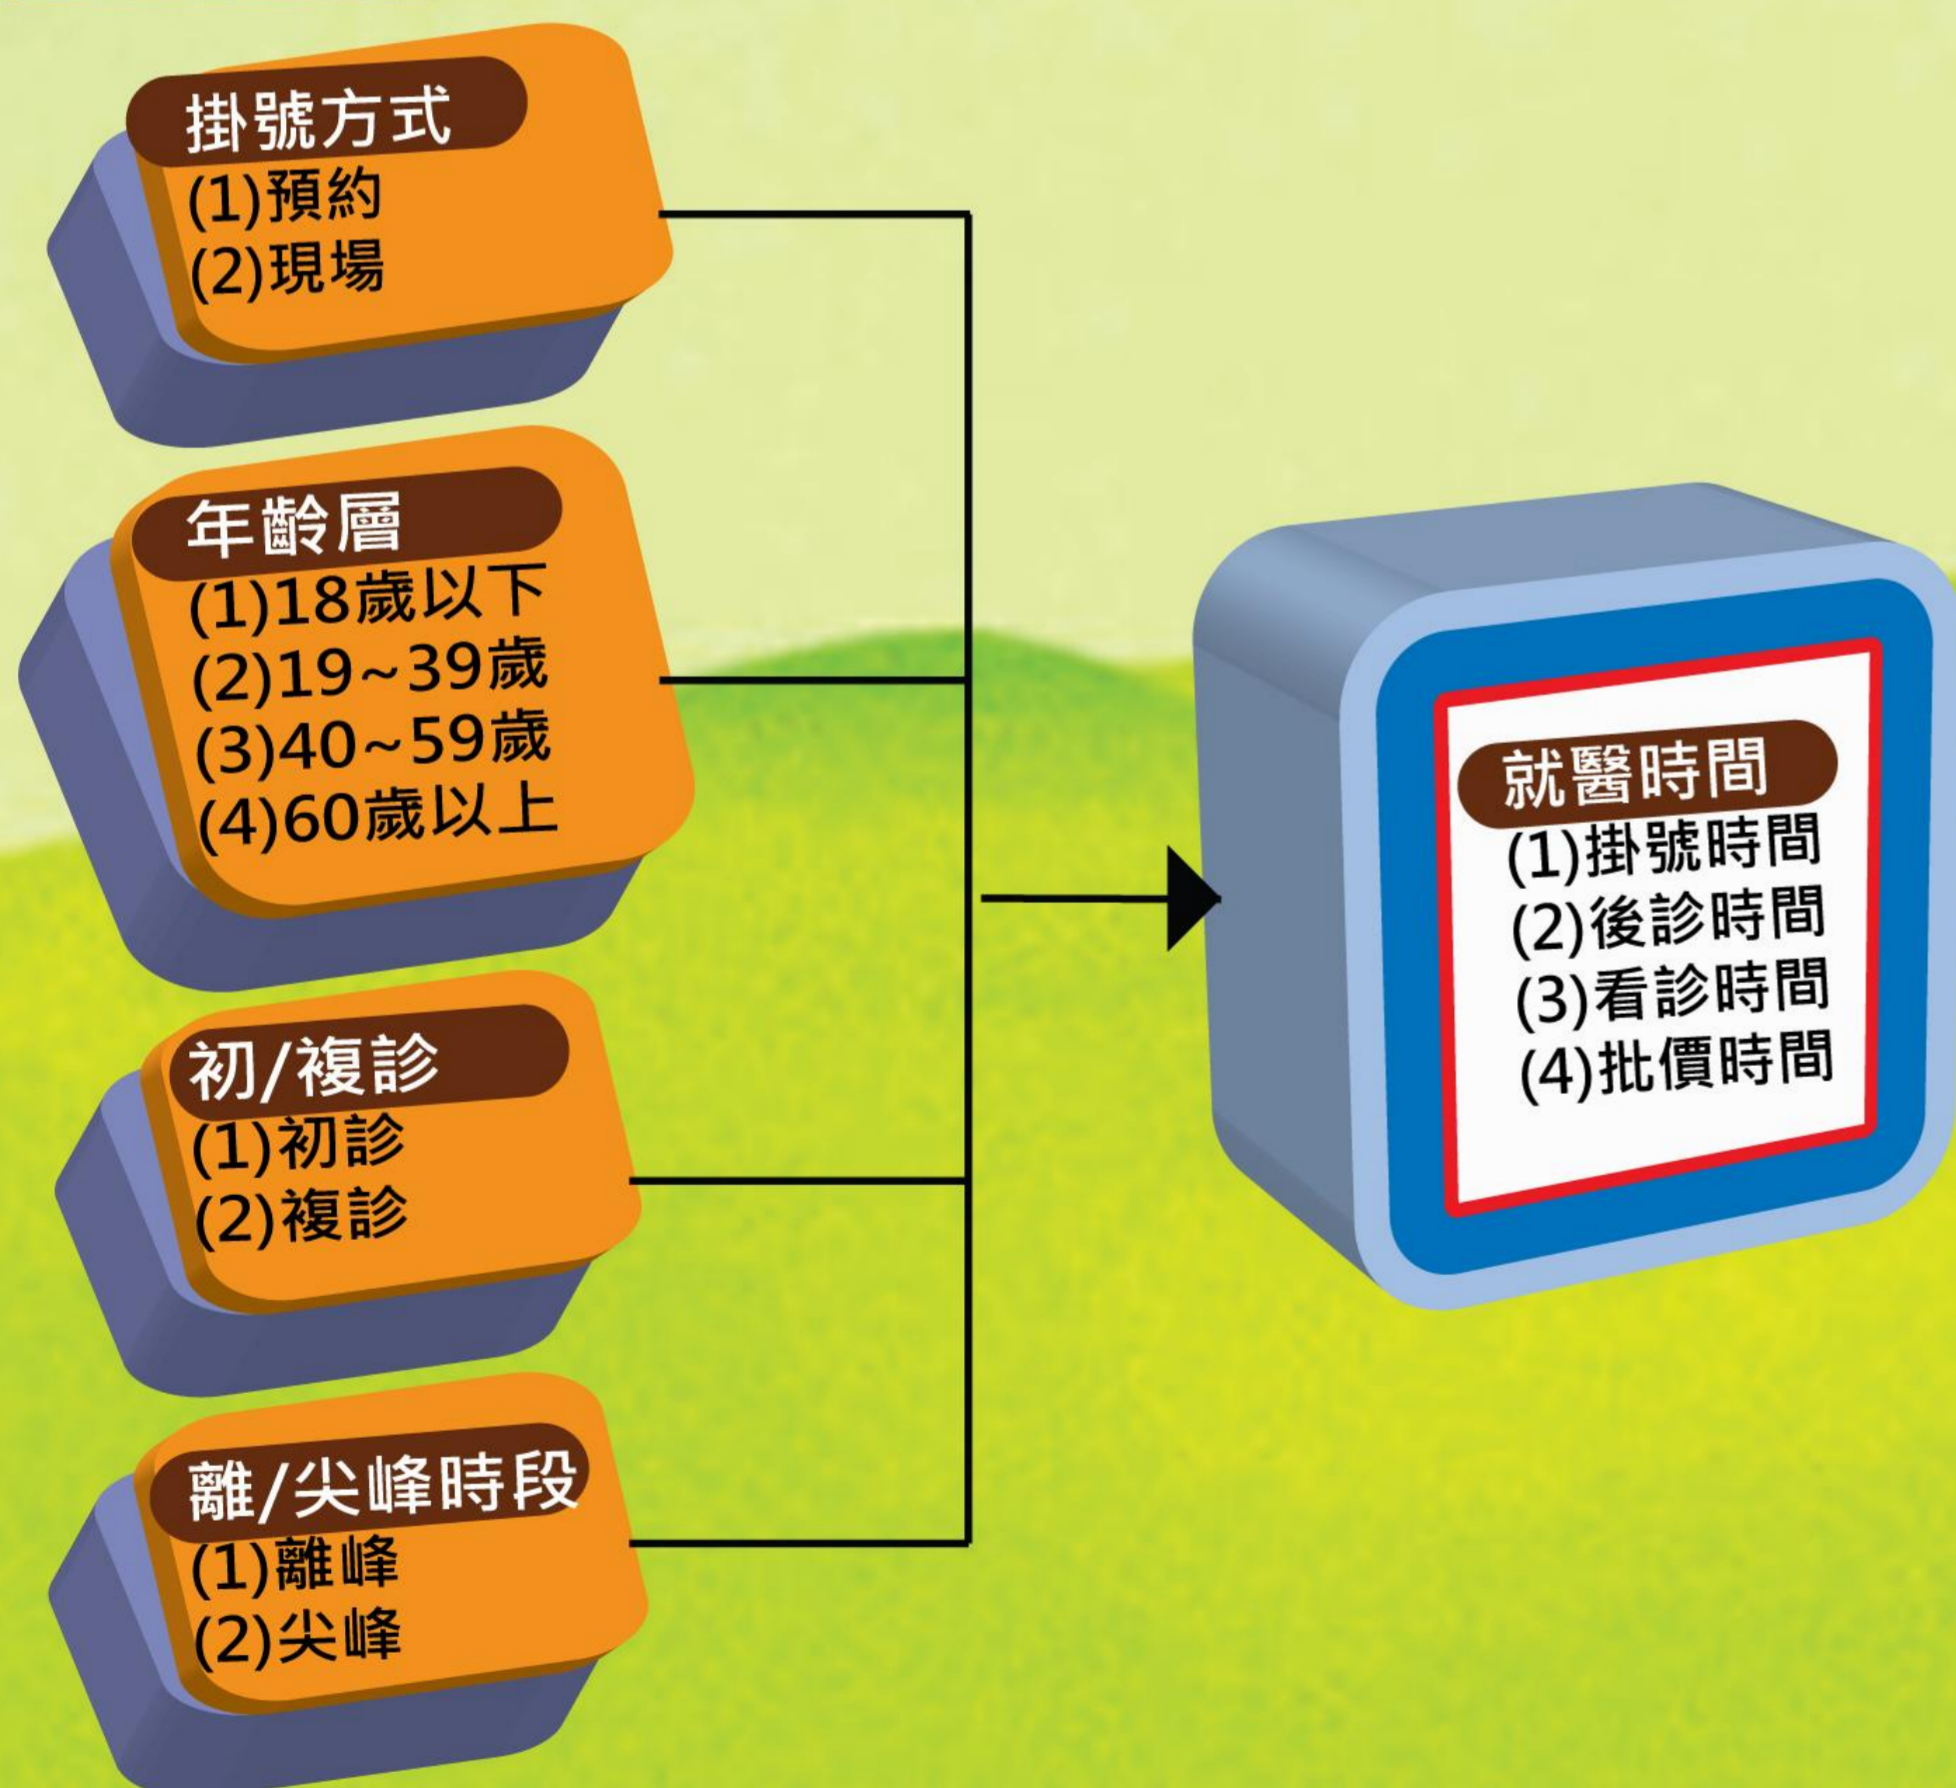 掛號方式
(1)預約
(2)現場
年齡層
(1)18歲以下
(2)19~39歲
(3)40~59歲
(4)60歲以上
初/複診
(1)初診
(2)複診
離/尖峰時段
(1)離峰
(2)尖峰
就醫時間
(1)掛號時間
(2)後診時間
(3)看診時間
(4)批價時間